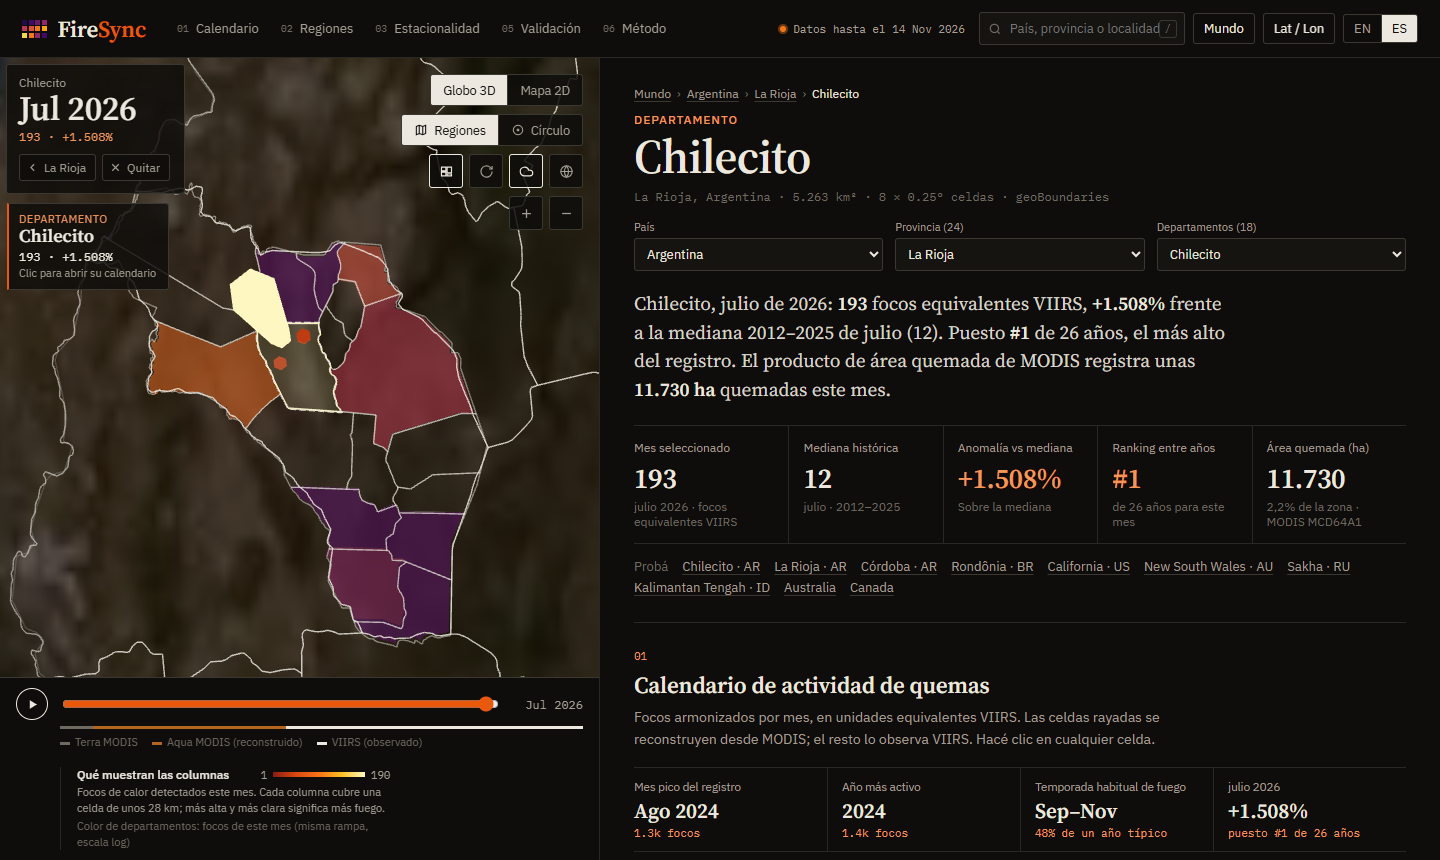 FireSync
01 Calendario
02 Regiones
03 Estacionalidad
05 Validación
06 Método
Datos hasta el 14 Nov 2026
País, provincia o localidad /
Mundo
Lat / Lon
EN
ES
Chilecito
Jul 2026
193 · +1.508%
La Rioja
Quitar
Globo 3D
Mapa 2D
Regiones
Círculo
DEPARTAMENTO
Chilecito
193 · +1.508%
Clic para abrir su calendario
Jul 2026
Terra MODIS
Aqua MODIS (reconstruido)
VIIRS (observado)
Qué muestran las columnas
1
190
Focos de calor detectados este mes. Cada columna cubre una
celda de unos 28 km; más alta y más clara significa más fuego.
Color de departamentos: focos de este mes (misma rampa,
escala log)
Mundo › Argentina › La Rioja › Chilecito
DEPARTAMENTO
Chilecito
La Rioja, Argentina · 5.263 km² · 8 × 0.25° celdas · geoBoundaries
País
Argentina
Provincia (24)
La Rioja
Departamentos (18)
Chilecito
Chilecito, julio de 2026: 193 focos equivalentes VIIRS, +1.508% frente
a la mediana 2012–2025 de julio (12). Puesto #1 de 26 años, el más alto
del registro. El producto de área quemada de MODIS registra unas
11.730 ha quemadas este mes.
Mes seleccionado
193
julio 2026 · focos
equivalentes VIIRS
Mediana histórica
12
julio · 2012–2025
Anomalía vs mediana
+1.508%
Sobre la mediana
Ranking entre años
#1
de 26 años para este
mes
Área quemada (ha)
11.730
2,2% de la zona ·
MODIS MCD64A1
Probá Chilecito · AR La Rioja · AR Córdoba · AR Rondônia · BR California · US New South Wales · AU Sakha · RU
Kalimantan Tengah · ID Australia Canada
01
Calendario de actividad de quemas
Focos armonizados por mes, en unidades equivalentes VIIRS. Las celdas rayadas se
reconstruyen desde MODIS; el resto lo observa VIIRS. Hacé clic en cualquier celda.
Mes pico del registro
Ago 2024
1.3k focos
Año más activo
2024
1.4k focos
Temporada habitual de fuego
Sep–Nov
48% de un año típico
julio 2026
+1.508%
puesto #1 de 26 años